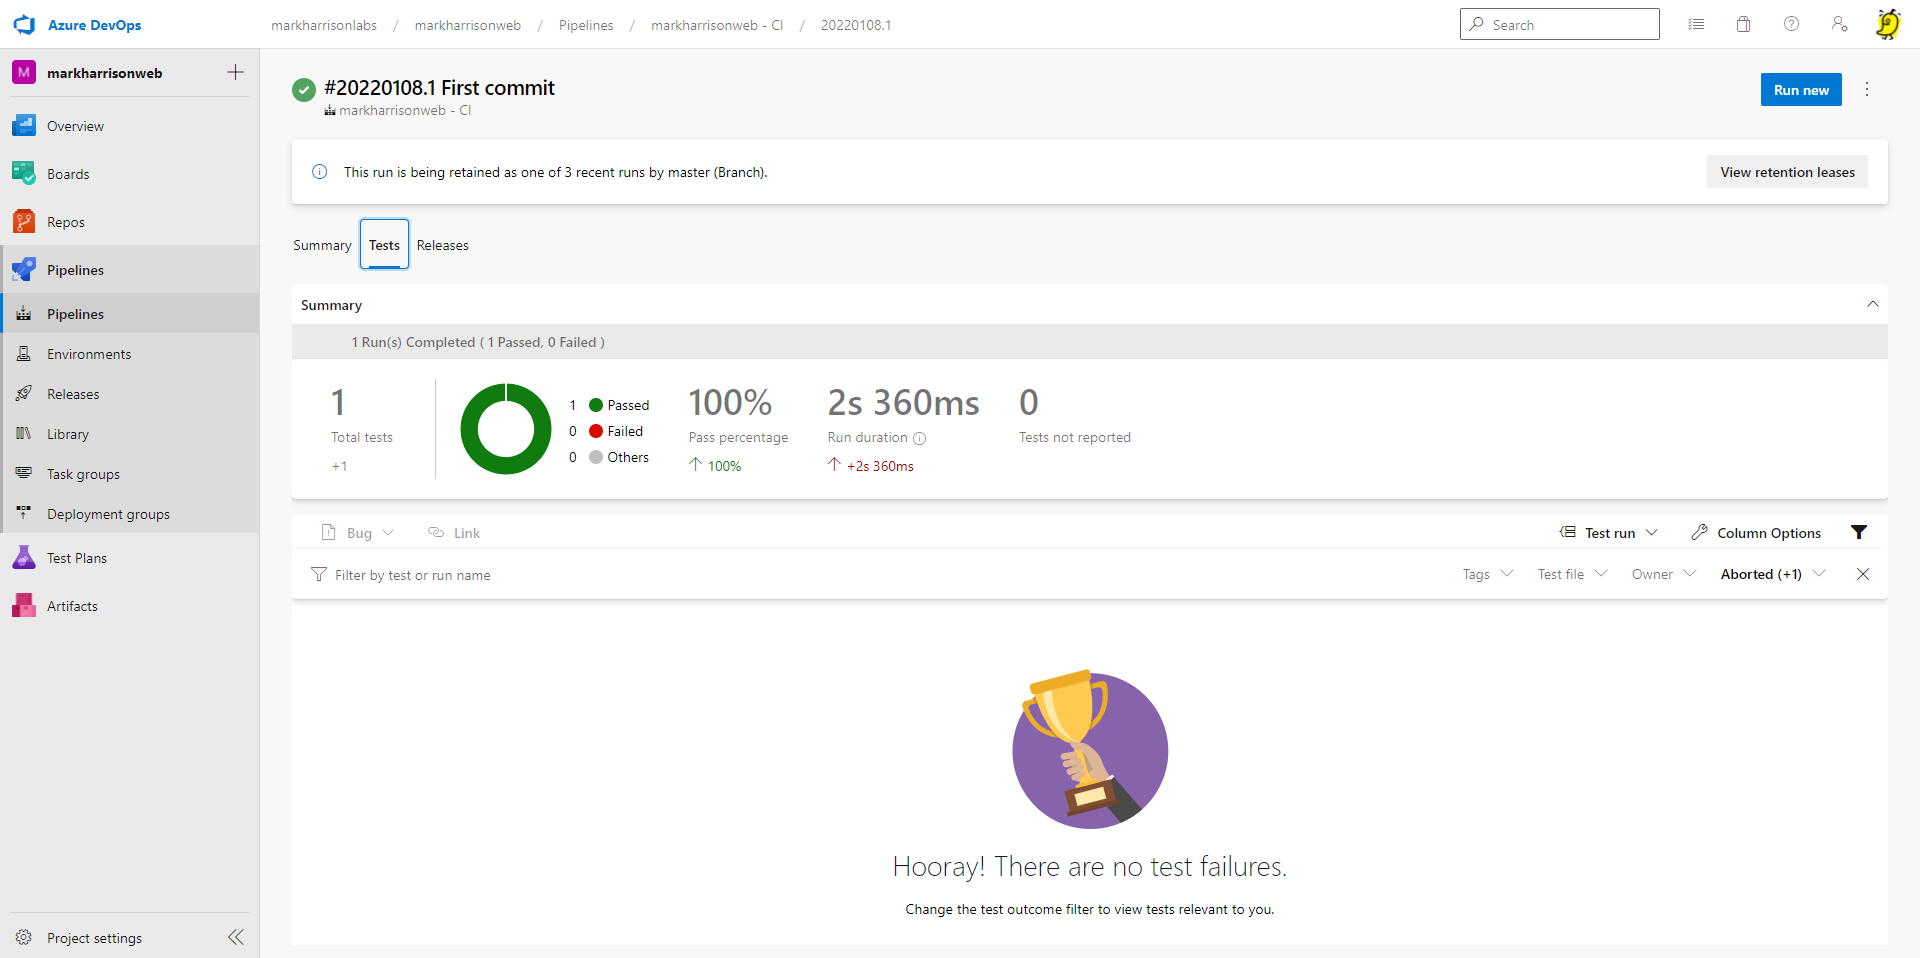 Azure DevOps
markharrisonlabs / markharrisonweb / Pipelines / markharrisonweb - CI / 20220108.1
Search
M markharrisonweb
Overview
Boards
Repos
Pipelines
Pipelines
Environments
Releases
Library
Task groups
Deployment groups
Test Plans
Artifacts
Project settings
#20220108.1 First commit
markharrisonweb - CI
Run new
This run is being retained as one of 3 recent runs by master (Branch).
View retention leases
Summary Tests Releases
Summary
1 Run(s) Completed ( 1 Passed, 0 Failed )
1
Total tests
+1
1 Passed
0 Failed
0 Others
100%
Pass percentage
100%
2s 360ms
Run duration
+2s 360ms
0
Tests not reported
Bug Link Test run Column Options
Filter by test or run name Tags Test file Owner Aborted (+1)
Hooray! There are no test failures.
Change the test outcome filter to view tests relevant to you.